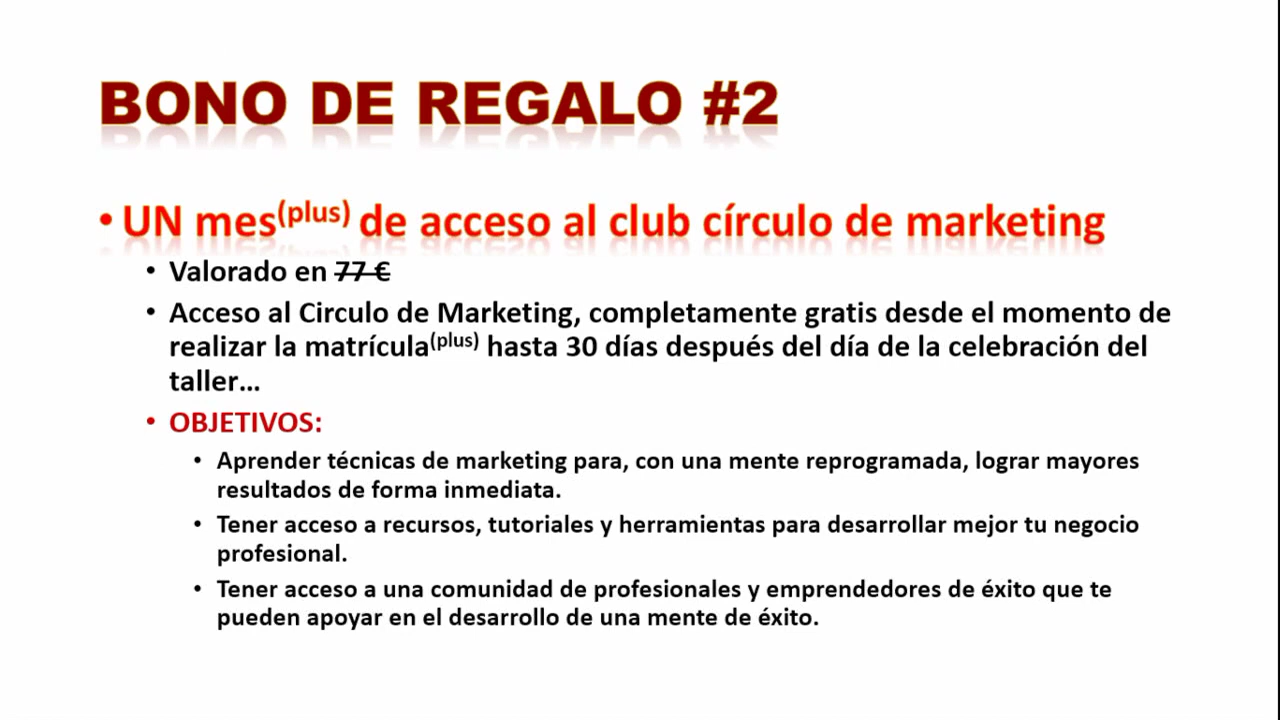 BONO DE REGALO #2
• UN mes(plus) de acceso al club círculo de marketing
• Valorado en 77 €
• Acceso al Circulo de Marketing, completamente gratis desde el momento de
realizar la matrícula(plus) hasta 30 días después del día de la celebración del
taller…
• OBJETIVOS:
• Aprender técnicas de marketing para, con una mente reprogramada, lograr mayores
resultados de forma inmediata.
• Tener acceso a recursos, tutoriales y herramientas para desarrollar mejor tu negocio
profesional.
• Tener acceso a una comunidad de profesionales y emprendedores de éxito que te
pueden apoyar en el desarrollo de una mente de éxito.